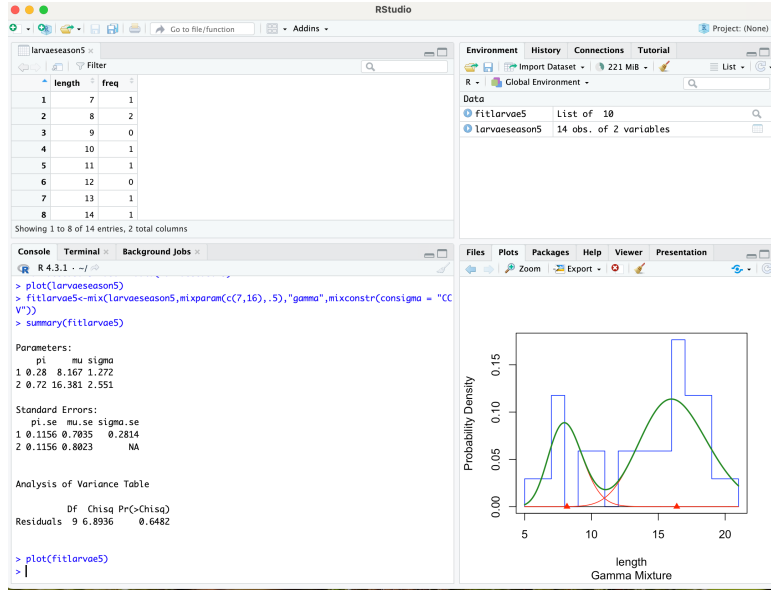 RStudio
Go to file/function
Addins
Project: (None)
larvaeseason5
Filter
length freq
1 7 1
2 8 2
3 9 0
4 10 1
5 11 1
6 12 0
7 13 1
8 14 1
Showing 1 to 8 of 14 entries, 2 total columns
Console Terminal Background Jobs
R 4.3.1 · ~/
> plot(larvaeseason5)
> fitlarvae5<-mix(larvaeseason5,mixparam(c(7,16),.5),"gamma",mixconstr(consigma = "CC
V"))
> summary(fitlarvae5)
Parameters:
pi mu sigma
1 0.28 8.167 1.272
2 0.72 16.381 2.551
Standard Errors:
pi.se mu.se sigma.se
1 0.1156 0.7035 0.2814
2 0.1156 0.8023 NA
Analysis of Variance Table
Df Chisq Pr(>Chisq)
Residuals 9 6.8936 0.6482
> plot(fitlarvae5)
>
Environment History Connections Tutorial
Import Dataset 221 MiB List
R Global Environment
Data
fitlarvae5 List of 10
larvaeseason5 14 obs. of 2 variables
Files Plots Packages Help Viewer Presentation
Zoom Export
Probability Density
0.15
0.10
0.05
0.00
5 10 15 20
length
Gamma Mixture